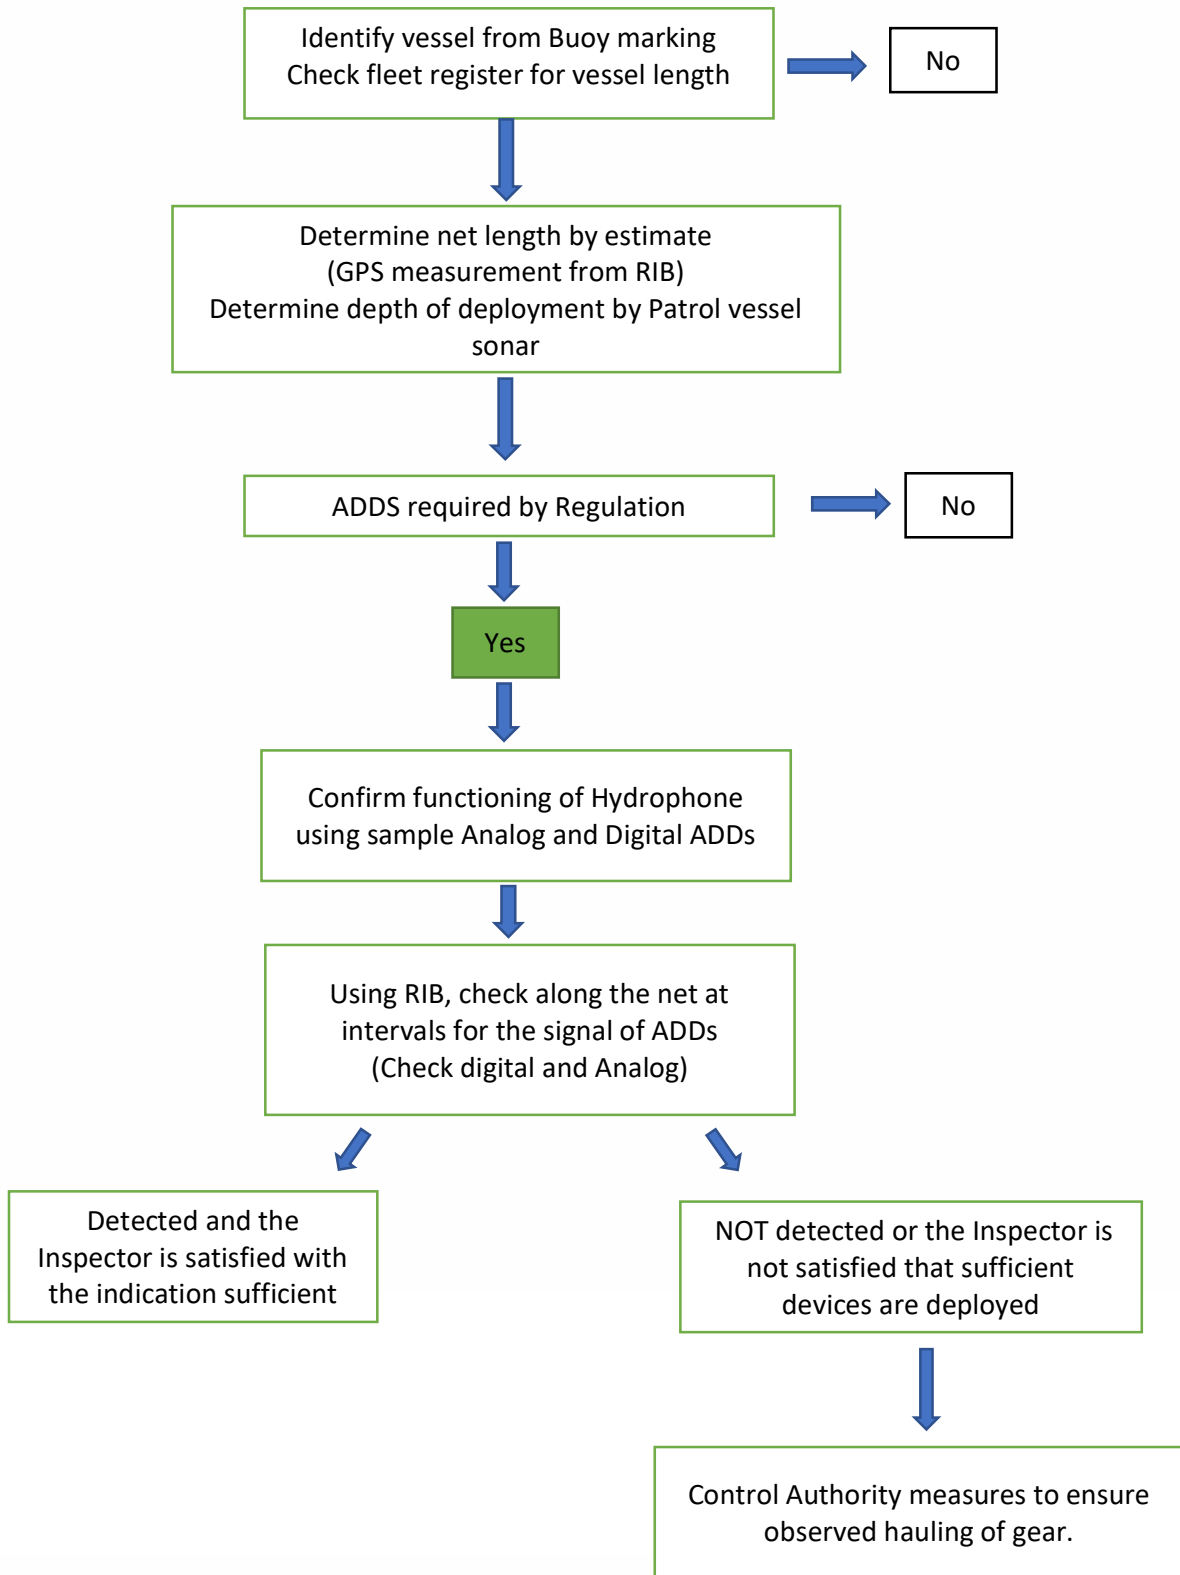 Identify vessel from Buoy marking
Check fleet register for vessel length
No
Determine net length by estimate
(GPS measurement from RIB)
Determine depth of deployment by Patrol vessel
sonar
ADDS required by Regulation
No
Yes
Confirm functioning of Hydrophone
using sample Analog and Digital ADDs
Using RIB, check along the net at
intervals for the signal of ADDs
(Check digital and Analog)
Detected and the
Inspector is satisfied with
the indication sufficient
NOT detected or the Inspector is
not satisfied that sufficient
devices are deployed
Control Authority measures to ensure
observed hauling of gear.